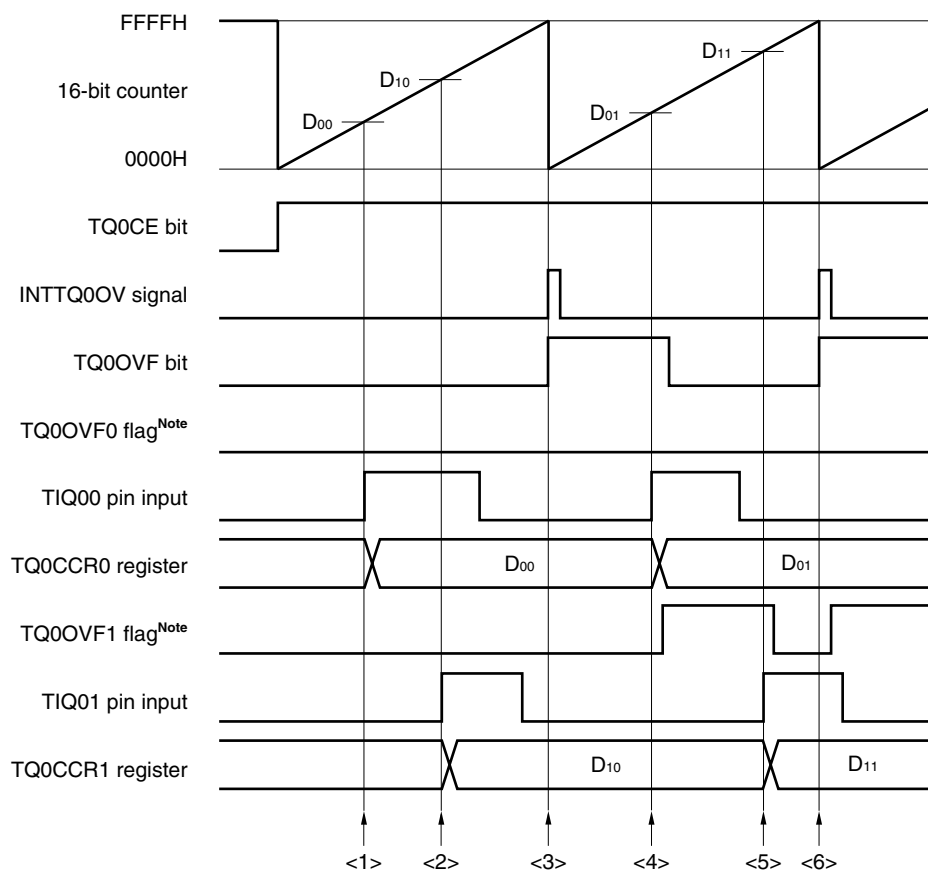 FFFFH
16-bit counter
0000H
D00
D10
D01
D11
TQ0CE bit
INTTQ0OV signal
TQ0OVF bit
TQ0OVF0 flagNote
TIQ00 pin input
TQ0CCR0 register
D00
D01
TQ0OVF1 flagNote
TIQ01 pin input
TQ0CCR1 register
D10
D11
<1> <2> <3> <4> <5> <6>